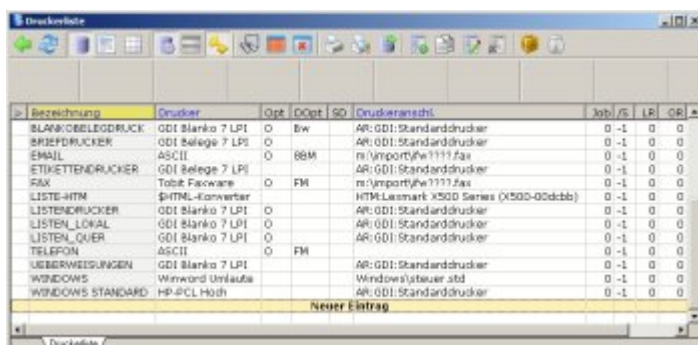 Druckerliste
> Bezeichnung Drucker Opt DOpt SD Druckeranschl. Job /S LR OR
BLANKOBELEGDRUCK GDI Blanko 7 LPI O Bw AR:GDI:Standarddrucker 0 -1 0 0
BRIEFDRUCKER GDI Belege 7 LPI O AR:GDI:Standarddrucker 0 -1 0 0
EMAIL ASCII O 8BM m:\import\fw????.fax 0 -1 0 0
ETIKETTENDRUCKER GDI Belege 7 LPI AR:GDI:Standarddrucker 0 -1 0 0
FAX Tobit Faxware O FM m:\import\fw????.fax 0 -1 0 0
LISTE-HTM $HTML-Konverter HTM:Lexmark X500 Series (X500-00dcbb) 0 -1 0 0
LISTENDRUCKER GDI Blanko 7 LPI O AR:GDI:Standarddrucker 0 -1 0 0
LISTEN_LOKAL GDI Blanko 7 LPI O AR:GDI:Standarddrucker 0 -1 0 0
LISTEN_QUER GDI Blanko 7 LPI O AR:GDI:Standarddrucker 0 -1 0 0
TELEFON ASCII O FM 0 -1 0 0
UEBERWEISUNGEN GDI Blanko 7 LPI AR:GDI:Standarddrucker 0 -1 0 0
WINDOWS Winword Umlaute Windows\steuer.std 0 -1 0 0
WINDOWS STANDARD HP-PCL Hoch AR:GDI:Standarddrucker 0 -1 0 0
Neuer Eintrag
Druckerliste